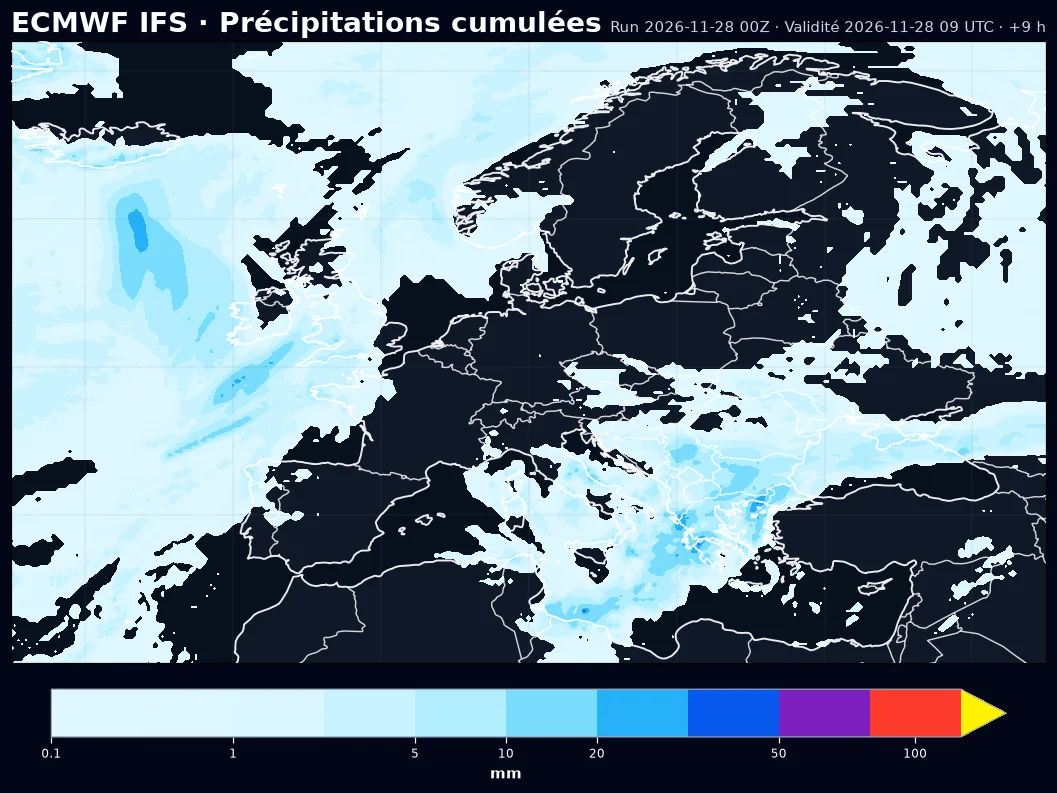 ECMWF IFS · Précipitations cumulées Run 2026-11-28 00Z · Validité 2026-11-28 09 UTC · +9 h
0.1 1 5 10 20 50 100
mm